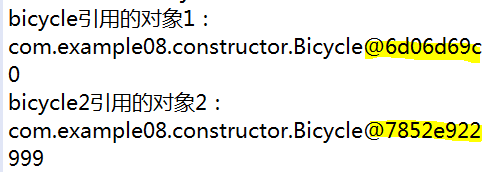 bicycle引用的对象1：
com.example08.constructor.Bicycle@6d06d69c
0
bicycle2引用的对象2：
com.example08.constructor.Bicycle@7852e922
999